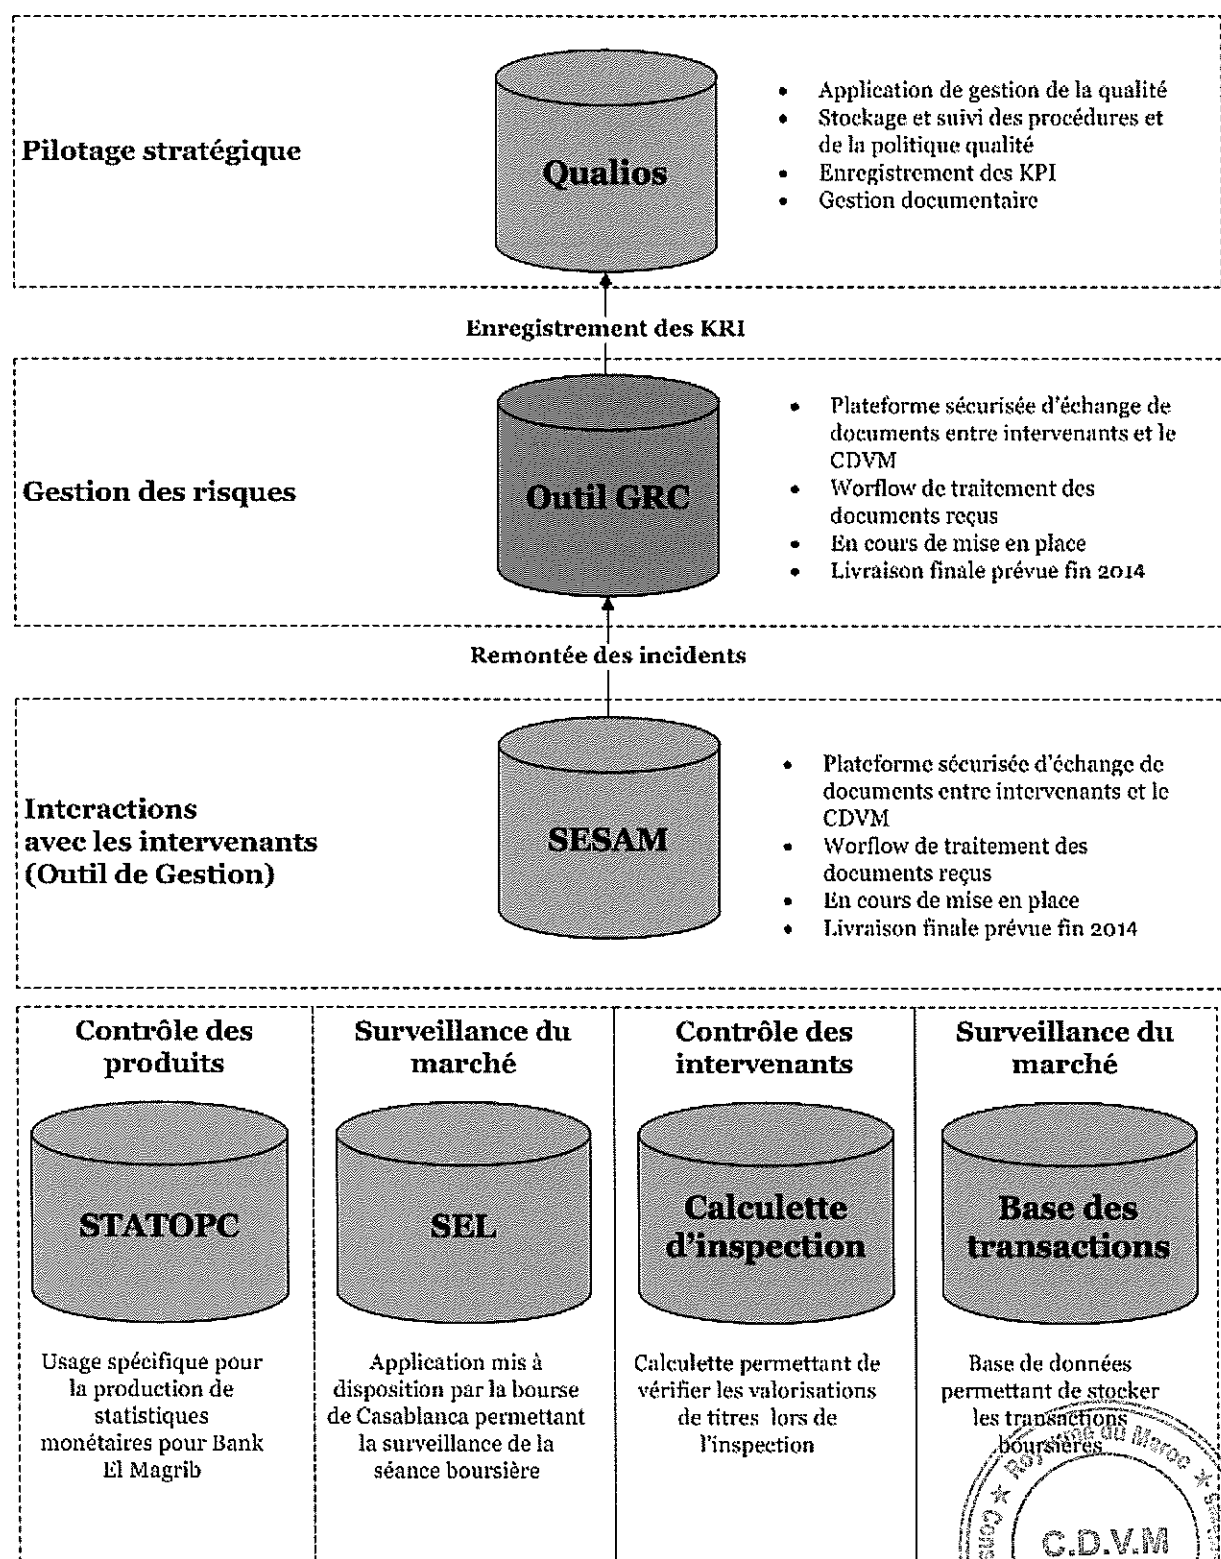 Pilotage stratégique
Qualios
• Application de gestion de la qualité
• Stockage et suivi des procédures et
de la politique qualité
• Enregistrement des KPI
• Gestion documentaire
Enregistrement des KRI
Gestion des risques
Outil GRC
• Plateforme sécurisée d'échange de
documents entre intervenants et le
CDVM
• Worflow de traitement des
documents reçus
• En cours de mise en place
• Livraison finale prévue fin 2014
Remontée des incidents
Interactions
avec les intervenants
(Outil de Gestion)
SESAM
• Plateforme sécurisée d'échange de
documents entre intervenants et le
CDVM
• Worflow de traitement des
documents reçus
• En cours de mise en place
• Livraison finale prévue fin 2014
Contrôle des
produits
STATOPC
Usage spécifique pour
la production de
statistiques
monétaires pour Bank
El Magrib
Surveillance du
marché
SEL
Application mis à
disposition par la bourse
de Casablanca permettant
la surveillance de la
séance boursière
Contrôle des
intervenants
Calculette
d'inspection
Calculette permettant de
vérifier les valorisations
de titres lors de
l'inspection
Surveillance du
marché
Base des
transactions
Base de données
permettant de stocker
les transactions
boursières
Royaume du Maroc
C.D.V.M